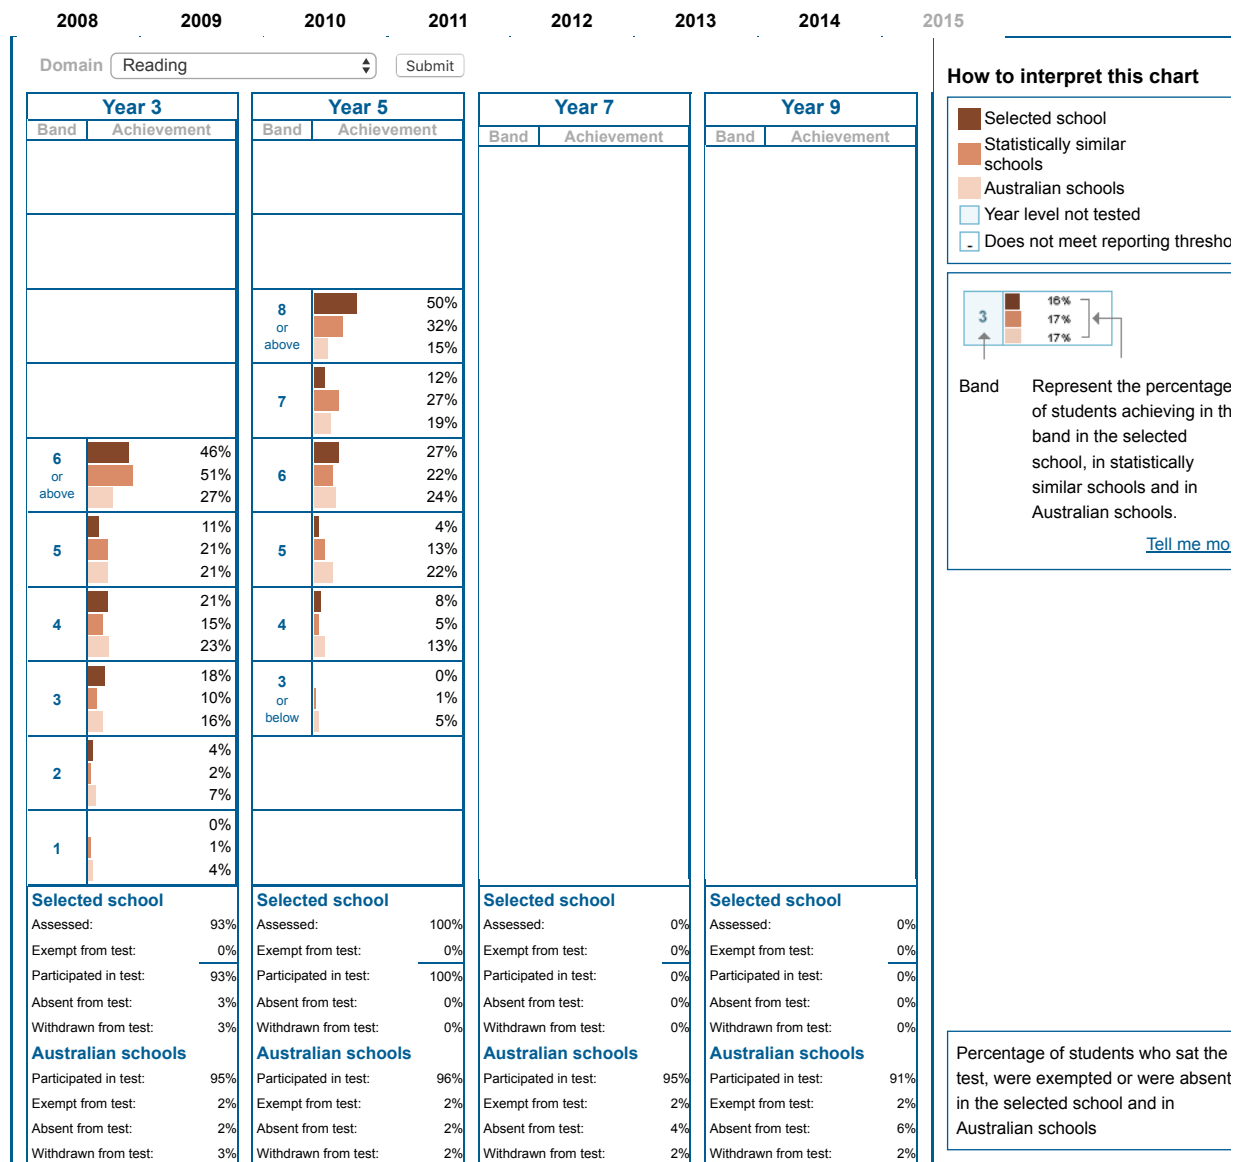 2008 2009 2010 2011 2012 2013 2014 2015
Domain Reading Submit
Year 3
Band Achievement
6 or above
46%
51%
27%
5
11%
21%
21%
4
21%
15%
23%
3
18%
10%
16%
2
4%
2%
7%
1
0%
1%
4%
Selected school
Assessed: 93%
Exempt from test: 0%
Participated in test: 93%
Absent from test: 3%
Withdrawn from test: 3%
Australian schools
Participated in test: 95%
Exempt from test: 2%
Absent from test: 2%
Withdrawn from test: 3%
Year 5
Band Achievement
8 or above
50%
32%
15%
7
12%
27%
19%
6
27%
22%
24%
5
4%
13%
22%
4
8%
5%
13%
3 or below
0%
1%
5%
Selected school
Assessed: 100%
Exempt from test: 0%
Participated in test: 100%
Absent from test: 0%
Withdrawn from test: 0%
Australian schools
Participated in test: 96%
Exempt from test: 2%
Absent from test: 2%
Withdrawn from test: 2%
Year 7
Band Achievement
Selected school
Assessed: 0%
Exempt from test: 0%
Participated in test: 0%
Absent from test: 0%
Withdrawn from test: 0%
Australian schools
Participated in test: 95%
Exempt from test: 2%
Absent from test: 4%
Withdrawn from test: 2%
Year 9
Band Achievement
Selected school
Assessed: 0%
Exempt from test: 0%
Participated in test: 0%
Absent from test: 0%
Withdrawn from test: 0%
Australian schools
Participated in test: 91%
Exempt from test: 2%
Absent from test: 6%
Withdrawn from test: 2%
How to interpret this chart
Selected school
Statistically similar
schools
Australian schools
Year level not tested
- Does not meet reporting thresho
3
16%
17%
17%
Band
Represent the percentage
of students achieving in th
band in the selected
school, in statistically
similar schools and in
Australian schools.
Tell me mo
Percentage of students who sat the
test, were exempted or were absent
in the selected school and in
Australian schools